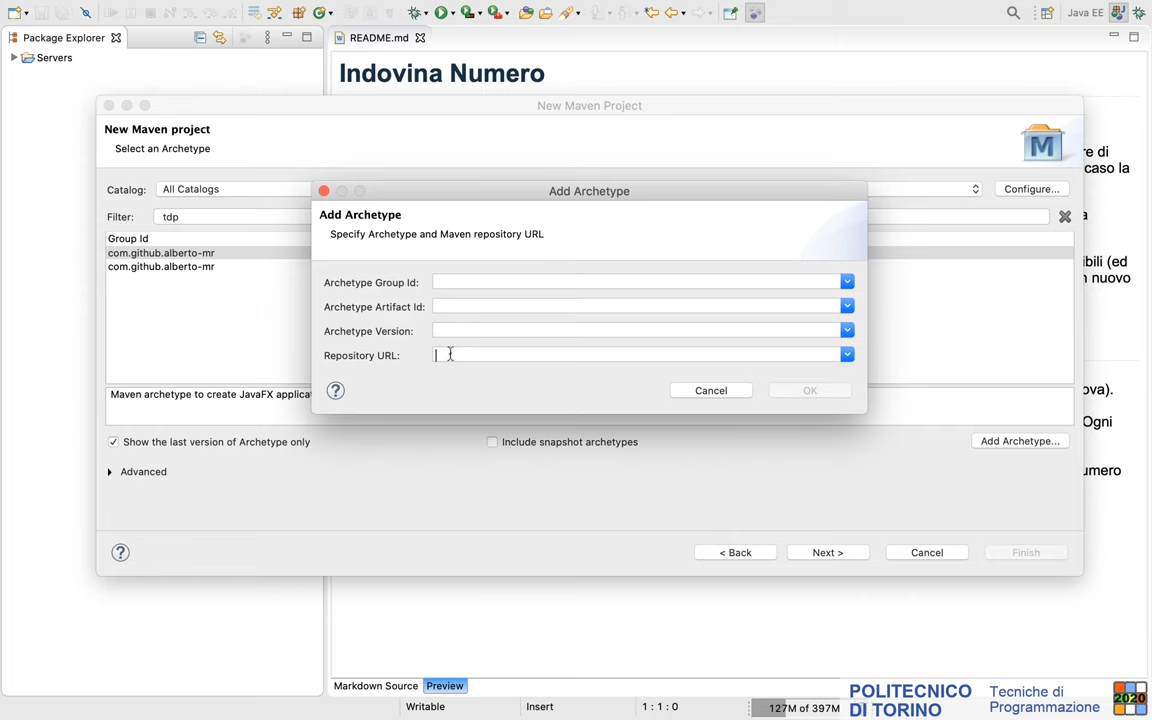 Java EE
Package Explorer
README.md
Servers
Indovina Numero
New Maven Project
New Maven project
Select an Archetype
re di
caso la
Catalog: All Catalogs
Configure...
Add Archetype
Filter: tdp
a
Add Archetype
Specify Archetype and Maven repository URL
Group Id
com.github.alberto-mr
com.github.alberto-mr
ibili (ed
n nuovo
Archetype Group Id:
Archetype Artifact Id:
Archetype Version:
Repository URL:
Cancel
OK
Maven archetype to create JavaFX applicat
ova).
Ogni
Show the last version of Archetype only
Include snapshot archetypes
Add Archetype...
Advanced
umero
< Back
Next >
Cancel
Finish
Markdown Source
Preview
Writable
Insert
1 : 1 : 0
127M of 397M
POLITECNICO
DI TORINO
Tecniche di
Programmazione
2020